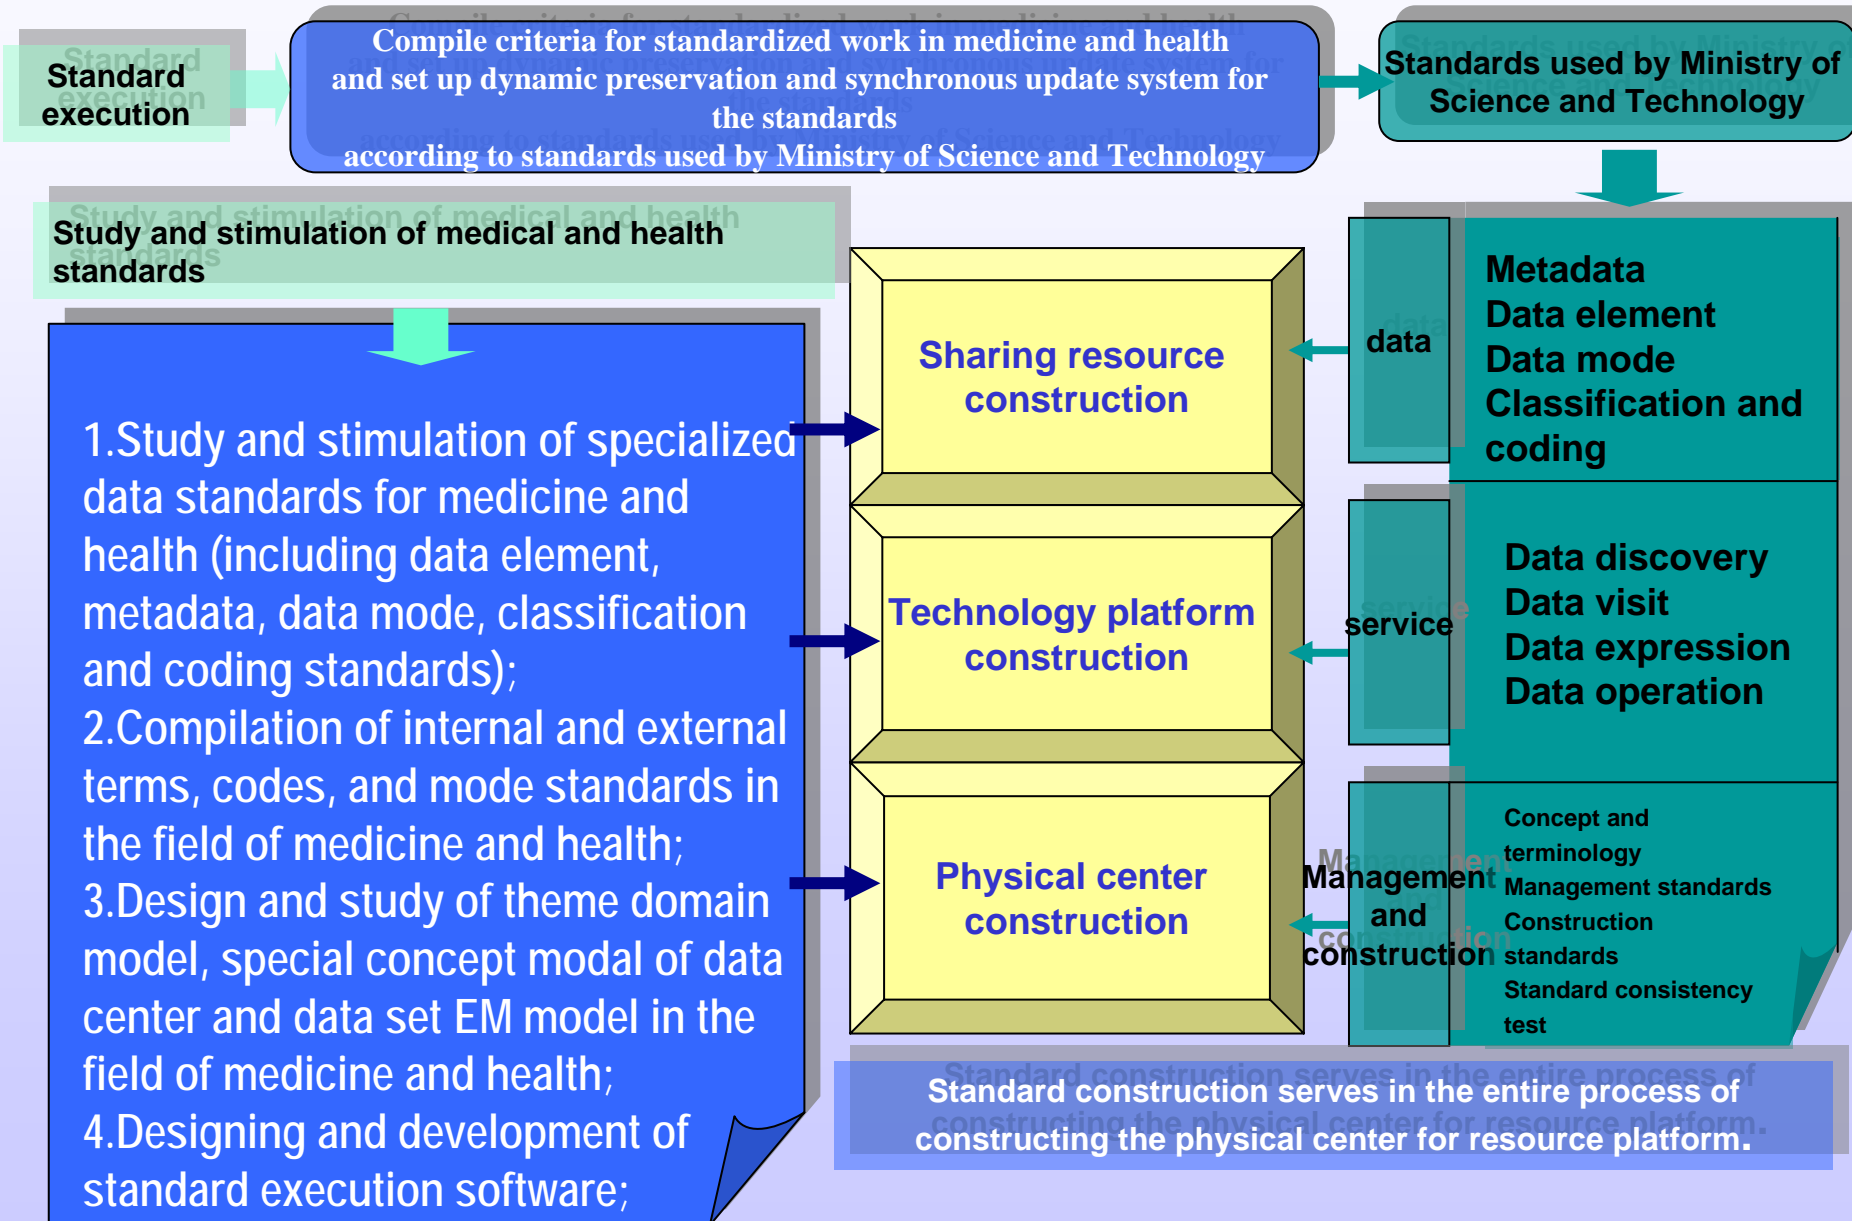 Standard
execution
Compile criteria for standardized work in medicine and health
and set up dynamic preservation and synchronous update system for
the standards
according to standards used by Ministry of Science and Technology
Standards used by Ministry of
Science and Technology
Study and stimulation of medical and health
standards
1.Study and stimulation of specialized
data standards for medicine and
health (including data element,
metadata, data mode, classification
and coding standards);
2.Compilation of internal and external
terms, codes, and mode standards in
the field of medicine and health;
3.Design and study of theme domain
model, special concept modal of data
center and data set EM model in the
field of medicine and health;
4.Designing and development of
standard execution software;
Sharing resource
construction
Technology platform
construction
Physical center
construction
data
service
Management
and
construction
Metadata
Data element
Data mode
Classification and
coding
Data discovery
Data visit
Data expression
Data operation
Concept and
terminology
Management standards
Construction
standards
Standard consistency
test
Standard construction serves in the entire process of
constructing the physical center for resource platform.